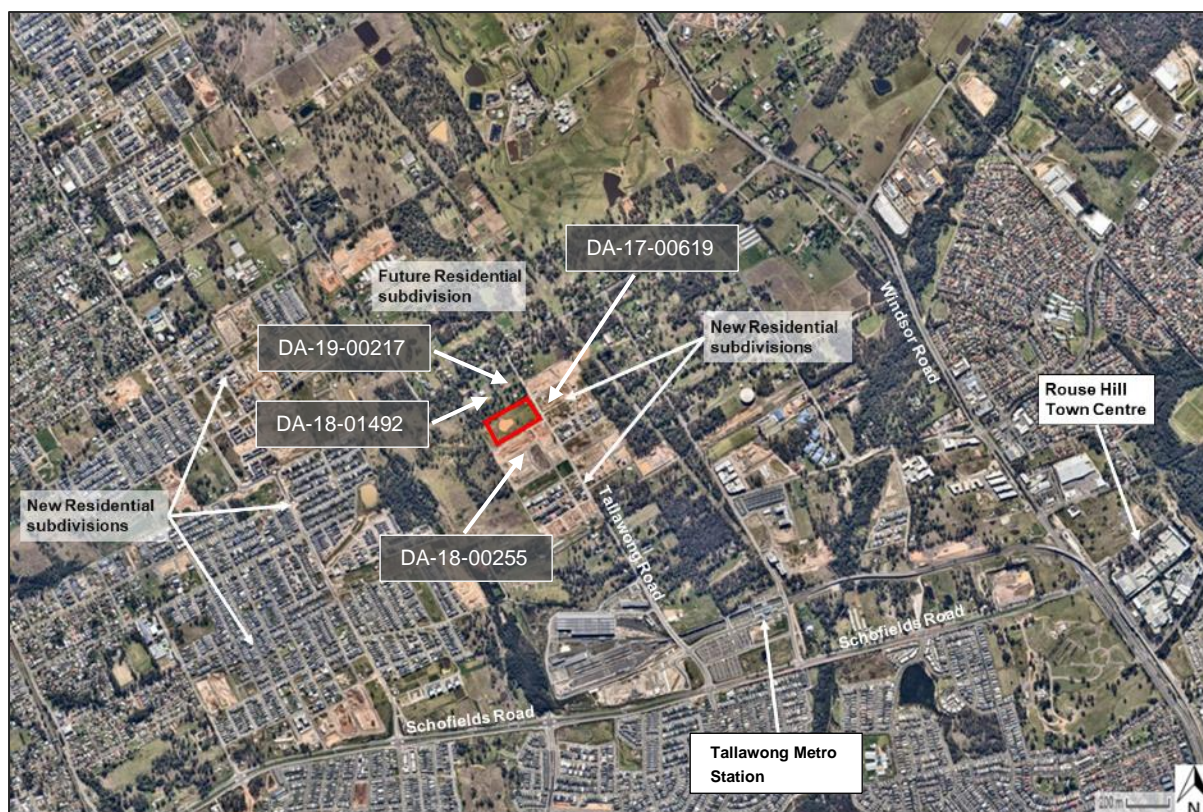 DA-17-00619
Future Residential
subdivision
New Residential
subdivisions
DA-19-00217
DA-18-01492
Windsor Road
Rouse Hill
Town Centre
New Residential
subdivisions
DA-18-00255
Tallawong Road
Schofields Road
Schofields Road
Tallawong Metro
Station
N